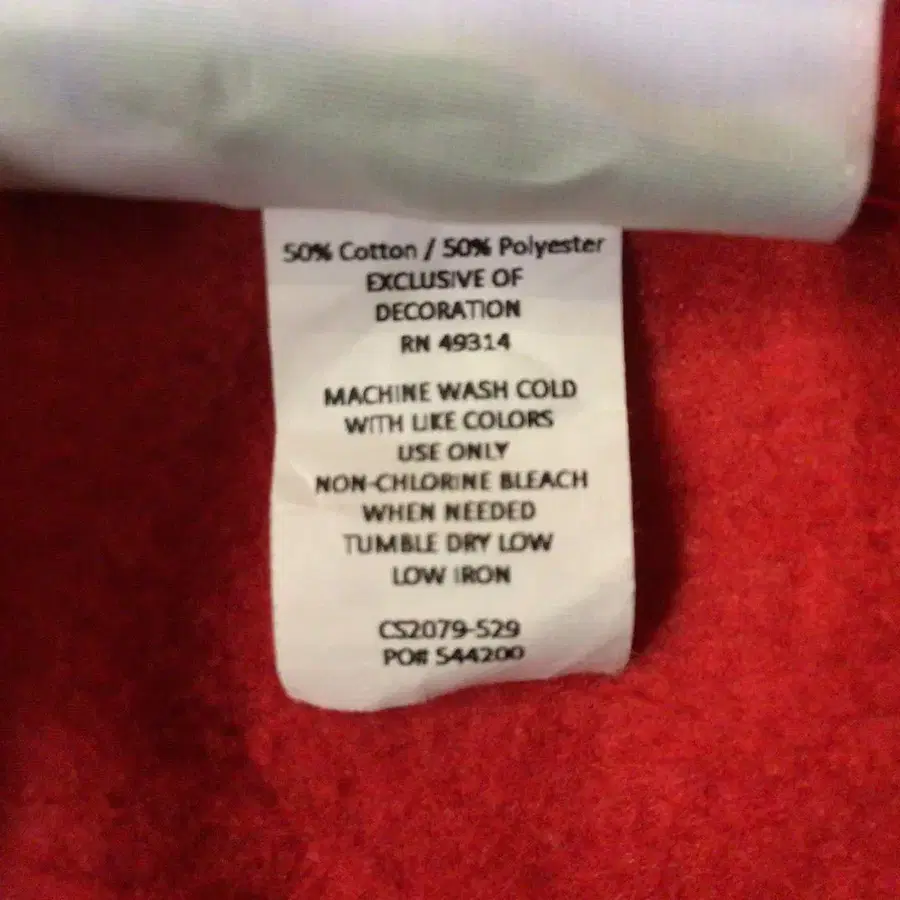 50% Cotton / 50% Polyester
EXCLUSIVE OF
DECORATION
RN 49314
MACHINE WASH COLD
WITH LIKE COLORS
USE ONLY
NON-CHLORINE BLEACH
WHEN NEEDED
TUMBLE DRY LOW
LOW IRON
CS2079-529
PO# 544200